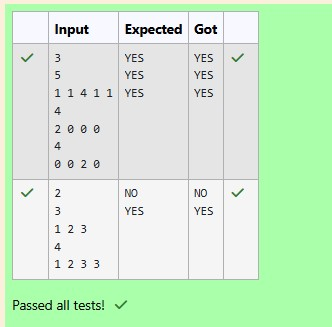 Input Expected Got
3 YES YES
5 YES YES
1 1 4 1 1 YES YES
4
2 0 0 0
4
0 0 2 0
2 NO NO
3 YES YES
1 2 3
4
1 2 3 3
Passed all tests!